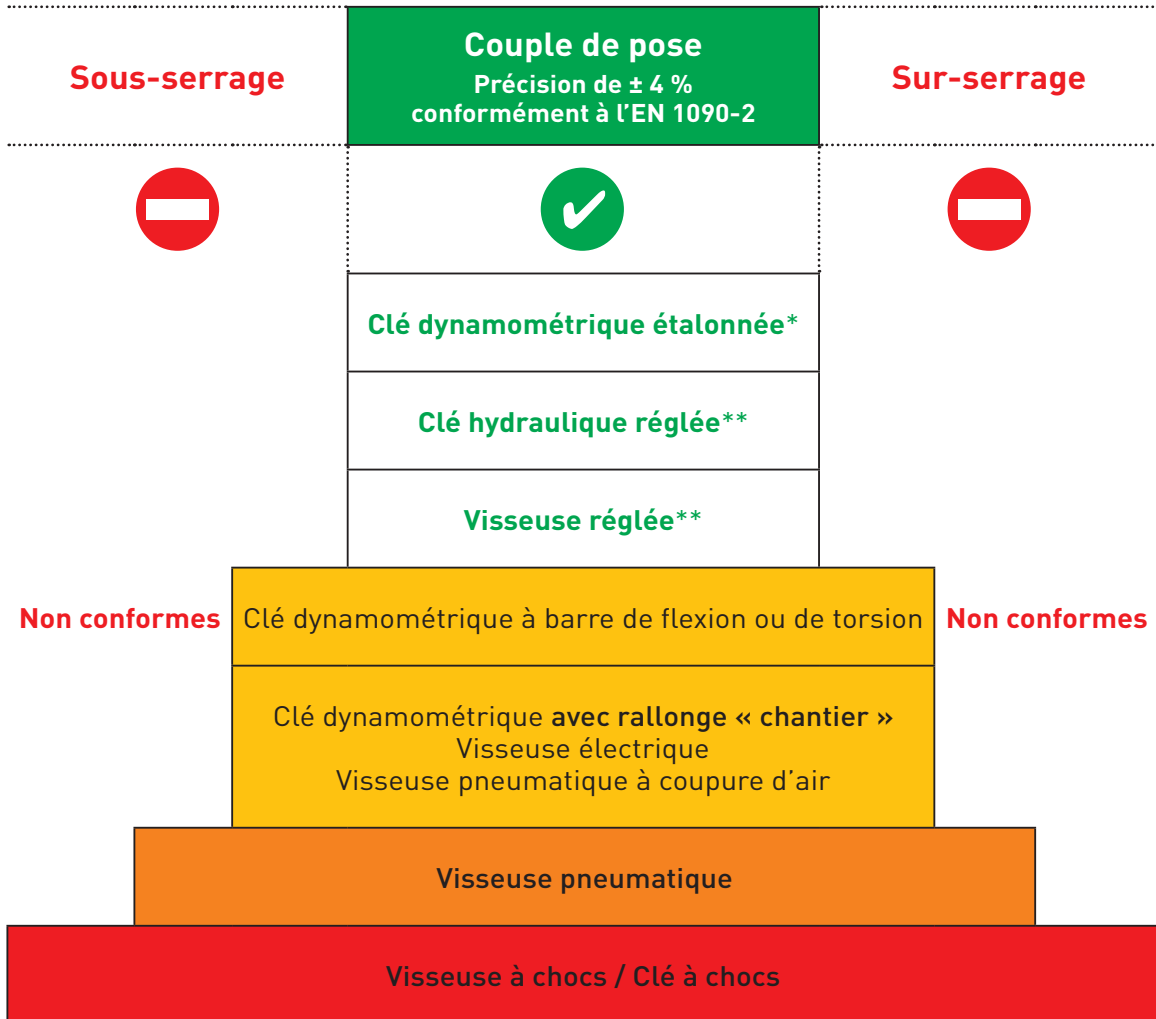 Sous-serrage
Couple de pose
Précision de ± 4 %
conformément à l’EN 1090-2
Sur-serrage
Clé dynamométrique étalonnée*
Clé hydraulique réglée**
Visseuse réglée**
Non conformes
Clé dynamométrique à barre de flexion ou de torsion
Non conformes
Clé dynamométrique avec rallonge « chantier »
Visseuse électrique
Visseuse pneumatique à coupure d’air
Visseuse pneumatique
Visseuse à chocs / Clé à chocs